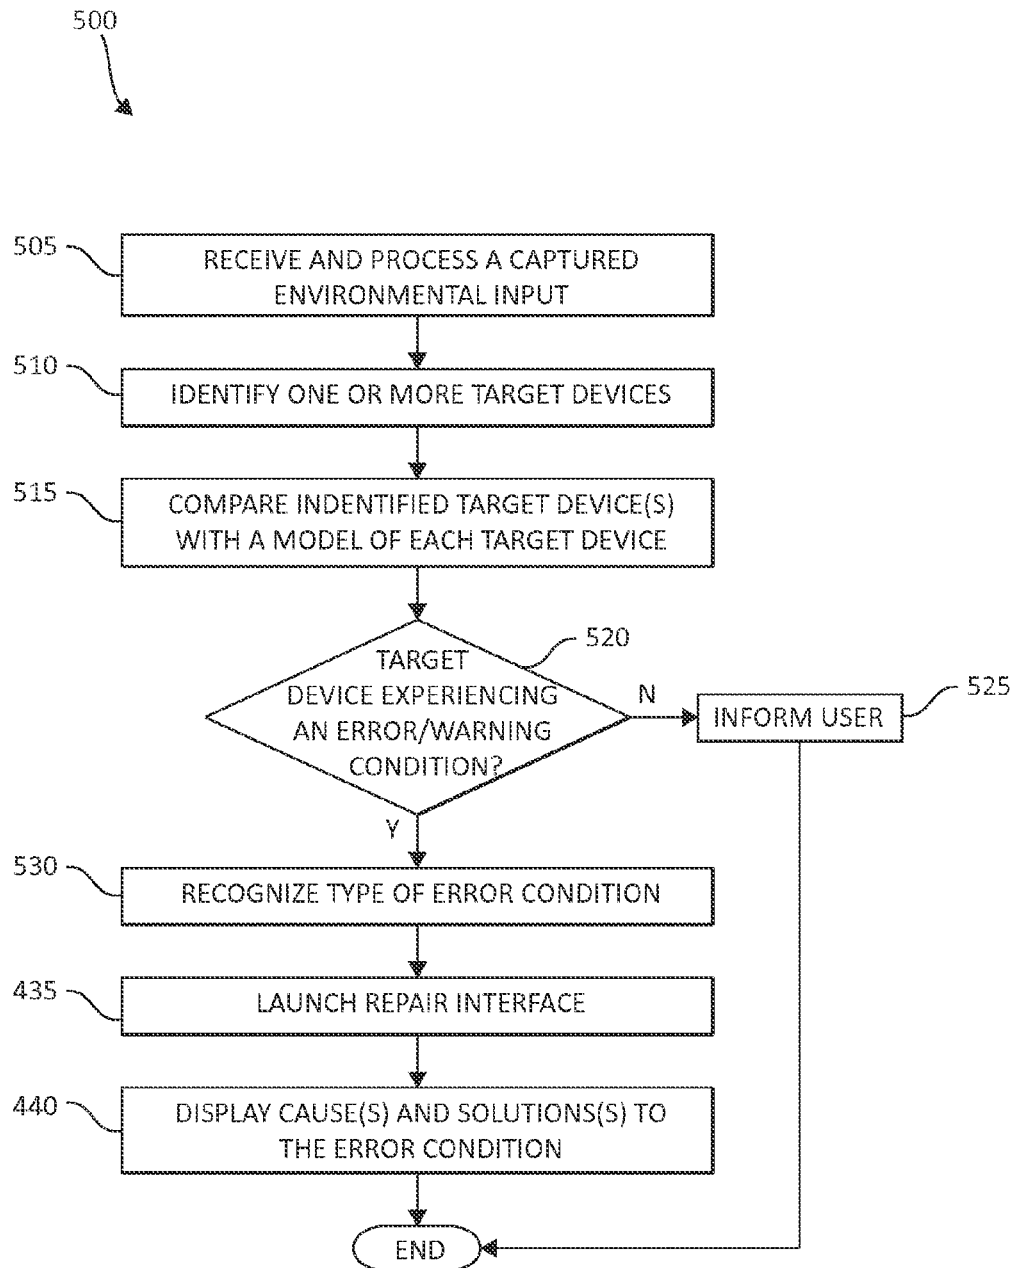 500
505
RECEIVE AND PROCESS A CAPTURED
ENVIRONMENTAL INPUT
510
IDENTIFY ONE OR MORE TARGET DEVICES
515
COMPARE INDENTIFIED TARGET DEVICE(S)
WITH A MODEL OF EACH TARGET DEVICE
520
TARGET
DEVICE EXPERIENCING
AN ERROR/WARNING
CONDITION?
N
INFORM USER
525
Y
530
RECOGNIZE TYPE OF ERROR CONDITION
435
LAUNCH REPAIR INTERFACE
440
DISPLAY CAUSE(S) AND SOLUTIONS(S) TO
THE ERROR CONDITION
END